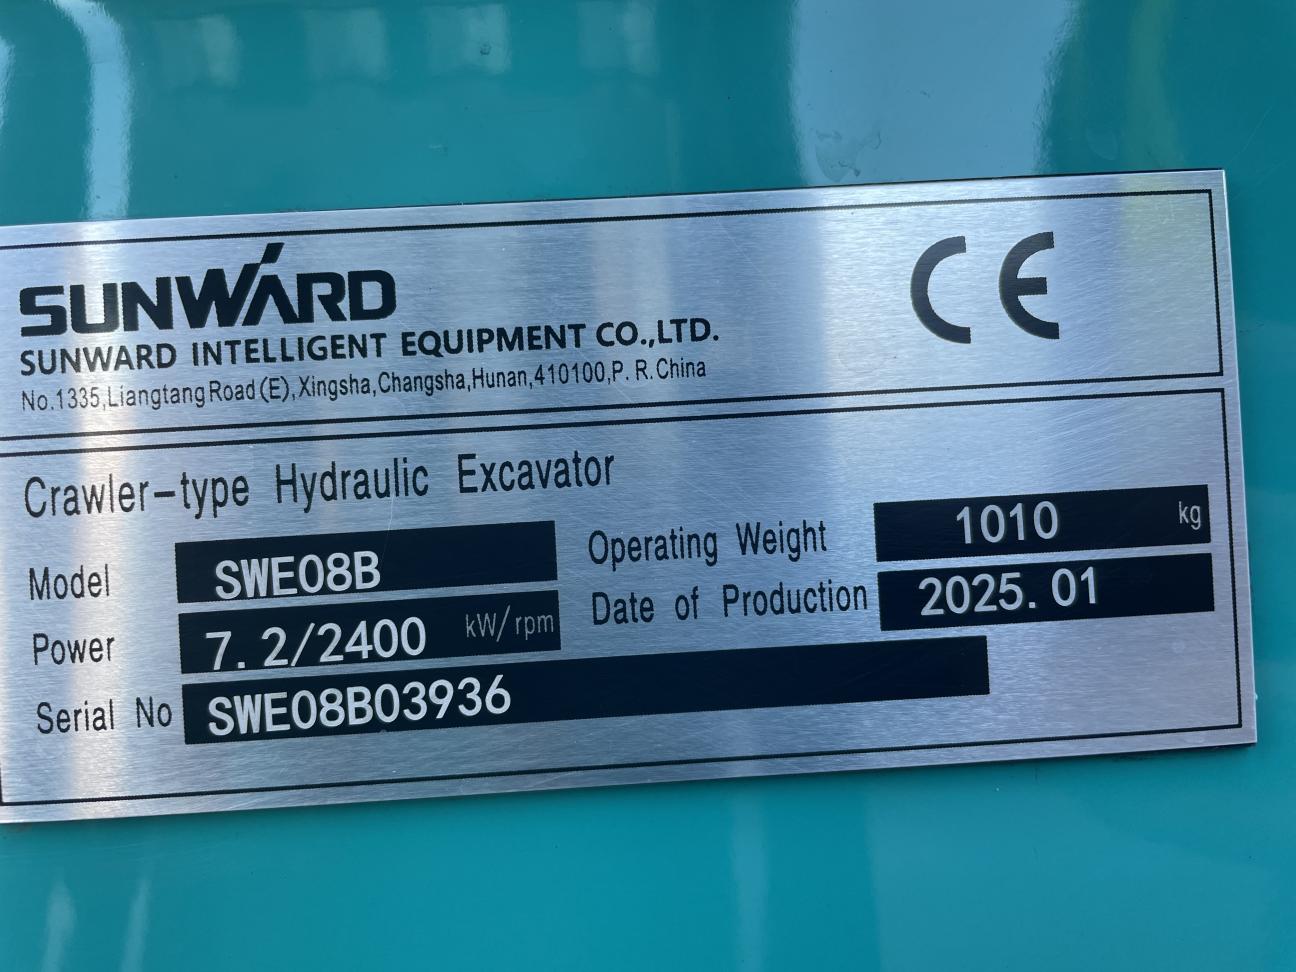 SUNWARD
CE
SUNWARD INTELLIGENT EQUIPMENT CO.,LTD.
No.1335,Liangtang Road(E),Xingsha,Changsha,Hunan,410100,P. R. China
Crawler-type Hydraulic Excavator
Model SWE08B Operating Weight 1010 kg
Power 7.2/2400 kW/rpm Date of Production 2025.01
Serial No SWE08B03936